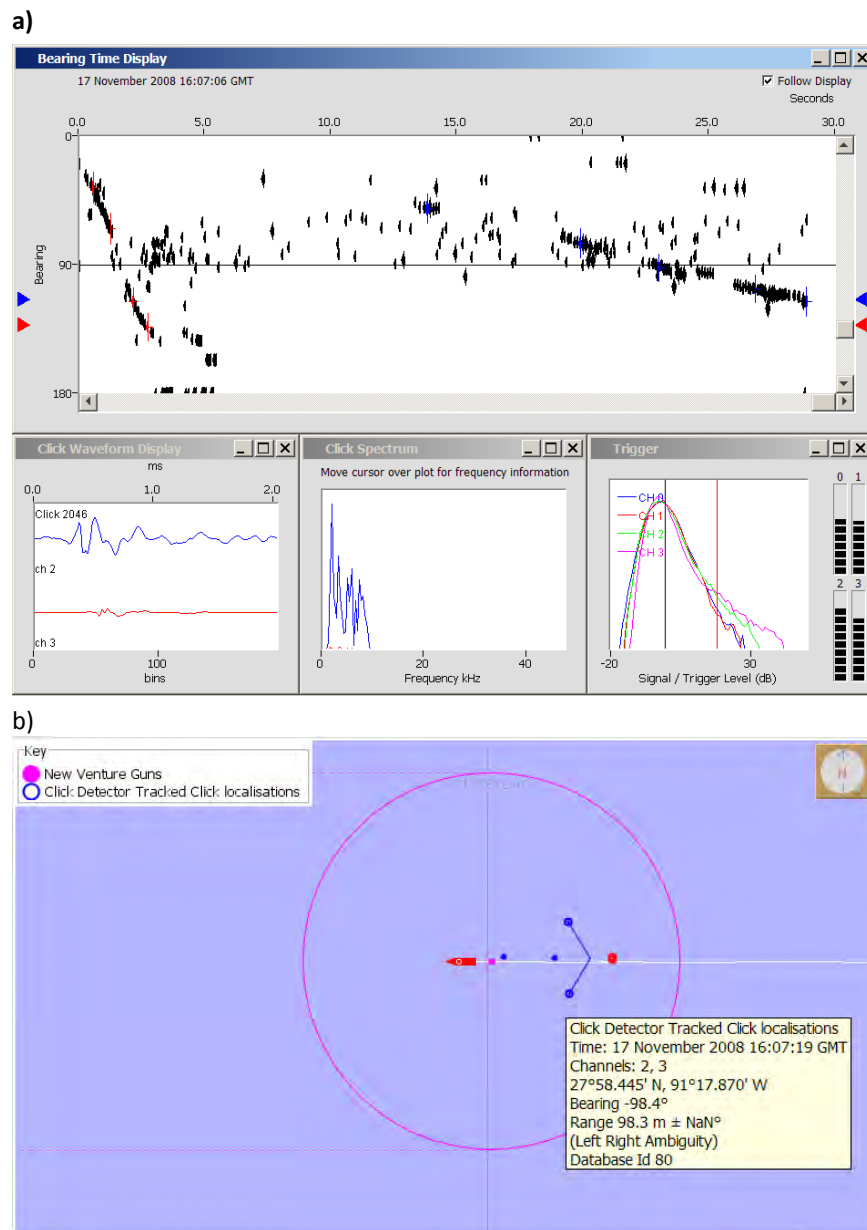 a)
Bearing Time Display
17 November 2008 16:07:06 GMT
Follow Display
Seconds
0.0 5.0 10.0 15.0 20.0 25.0 30.0
0
90
180
Bearing
Click Waveform Display
ms
0.0 1.0 2.0
Click 2046
ch 2
ch 3
0 100
bins
Click Spectrum
Move cursor over plot for frequency information
0 20 40
Frequency kHz
Trigger
CH 0
CH 1
CH 2
CH 3
-20 30
Signal / Trigger Level (dB)
0 1
2 3
b)
Key
New Venture Guns
Click Detector Tracked Click localisations
N
Click Detector Tracked Click localisations
Time: 17 November 2008 16:07:19 GMT
Channels: 2, 3
27°58.445' N, 91°17.870' W
Bearing -98.4°
Range 98.3 m ± NaN°
(Left Right Ambiguity)
Database Id 80